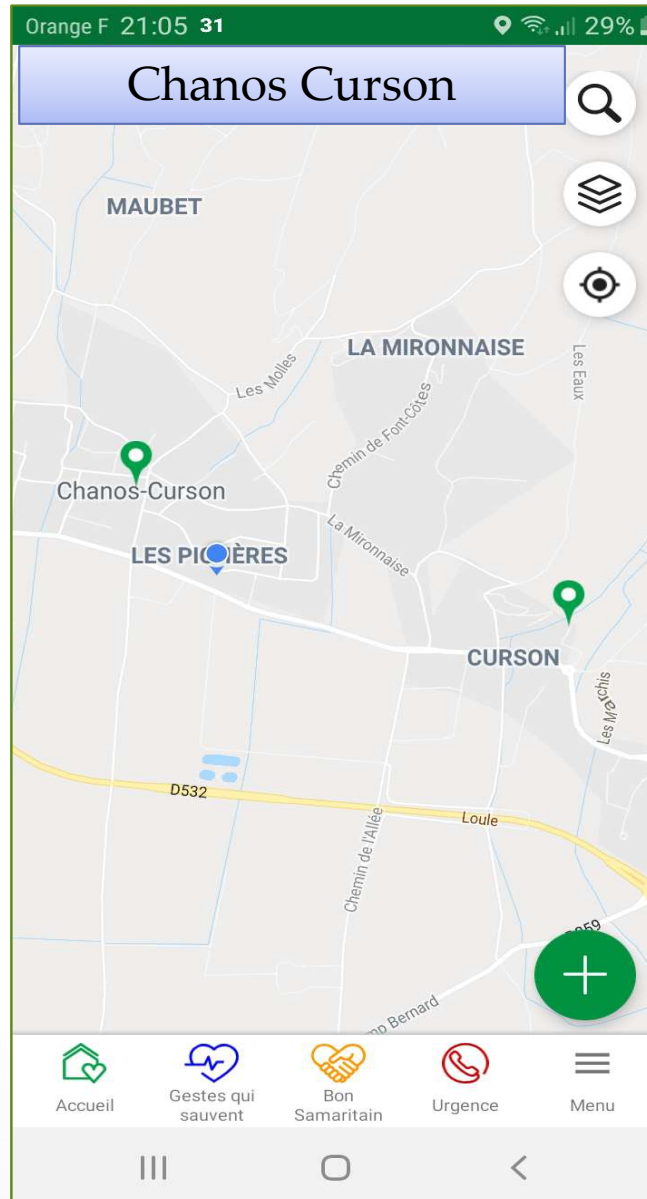 Orange F 21:05 31
29%
Chanos Curson
MAUBET
LA MIRONNAISE
Les Molles
Les Eaux
Chemin de Font-Côtes
Chanos-Curson
La Mironnaise
LES PI ÈRES
CURSON
Les Marchis
D532
Loule
Chemin de l'Allée
Bernard
Accueil
Gestes qui
sauvent
Bon
Samaritain
Urgence
Menu